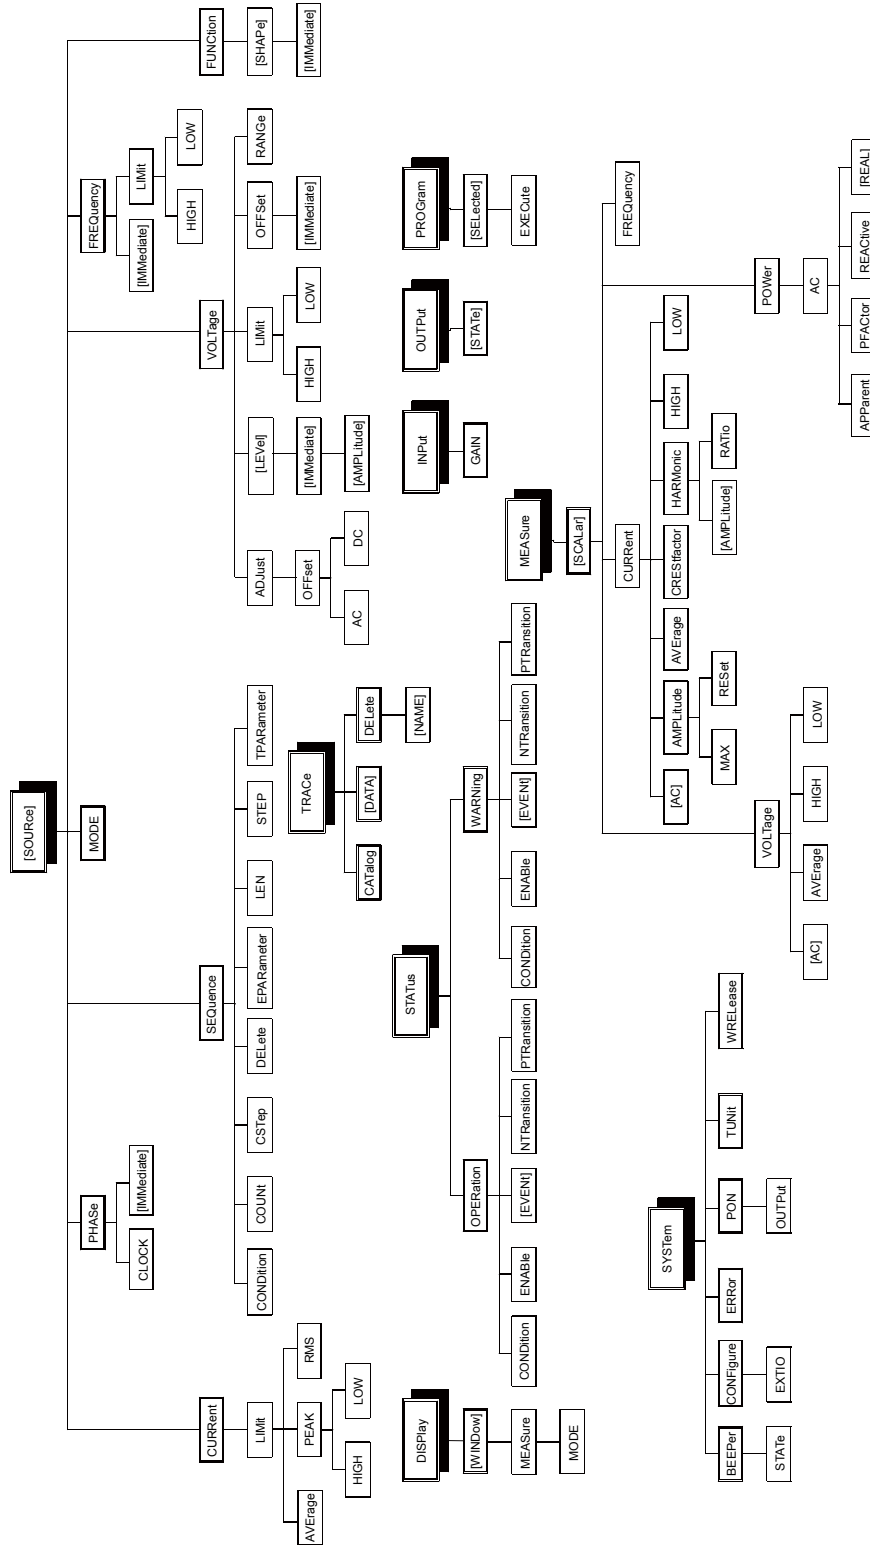 [SOURce]
MODE
CURRent
LIMit
AVErage
PEAK
HIGH
LOW
RMS
PHASe
CLOCK
[IMMediate]
SEQuence
CONDition
COUNt
CSTep
DELete
EPARameter
LEN
STEP
TPARameter
VOLTage
ADJust
OFFset
AC
DC
[LEVel]
[IMMediate]
[AMPLitude]
LIMit
HIGH
LOW
OFFSet
[IMMediate]
RANGe
FREQuency
[IMMediate]
LIMit
HIGH
LOW
FUNCtion
[SHAPe]
[IMMediate]
DISPlay
[WINDow]
MEASure
MODE
TRACe
CATalog
[DATA]
DELete
[NAME]
INPut
GAIN
OUTPut
[STATe]
PROGram
[SELected]
EXECute
STATus
OPERation
CONDition
ENABle
[EVENt]
NTRansition
PTRansition
WARNing
CONDition
ENABle
[EVENt]
NTRansition
PTRansition
MEASure
[SCALar]
VOLTage
[AC]
AVErage
HIGH
LOW
CURRent
[AC]
AMPLitude
MAX
RESet
AVErage
CREStfactor
HARMonic
[AMPLitude]
RATio
HIGH
LOW
POWer
AC
APParent
PFACtor
REACtive
[REAL]
FREQuency
SYSTem
BEEPer
STATe
CONFigure
EXTIO
ERRor
PON
OUTPut
TUNit
WRELease